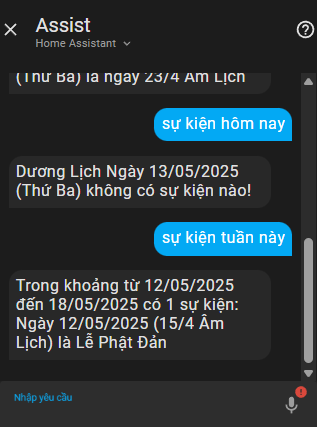 Assist
Home Assistant
(Thứ Ba) là ngày 23/4 Âm Lịch
sự kiện hôm nay
Dương Lịch Ngày 13/05/2025
(Thứ Ba) không có sự kiện nào!
sự kiện tuần này
Trong khoảng từ 12/05/2025
đến 18/05/2025 có 1 sự kiện:
Ngày 12/05/2025 (15/4 Âm
Lịch) là Lễ Phật Đản
Nhập yêu cầu